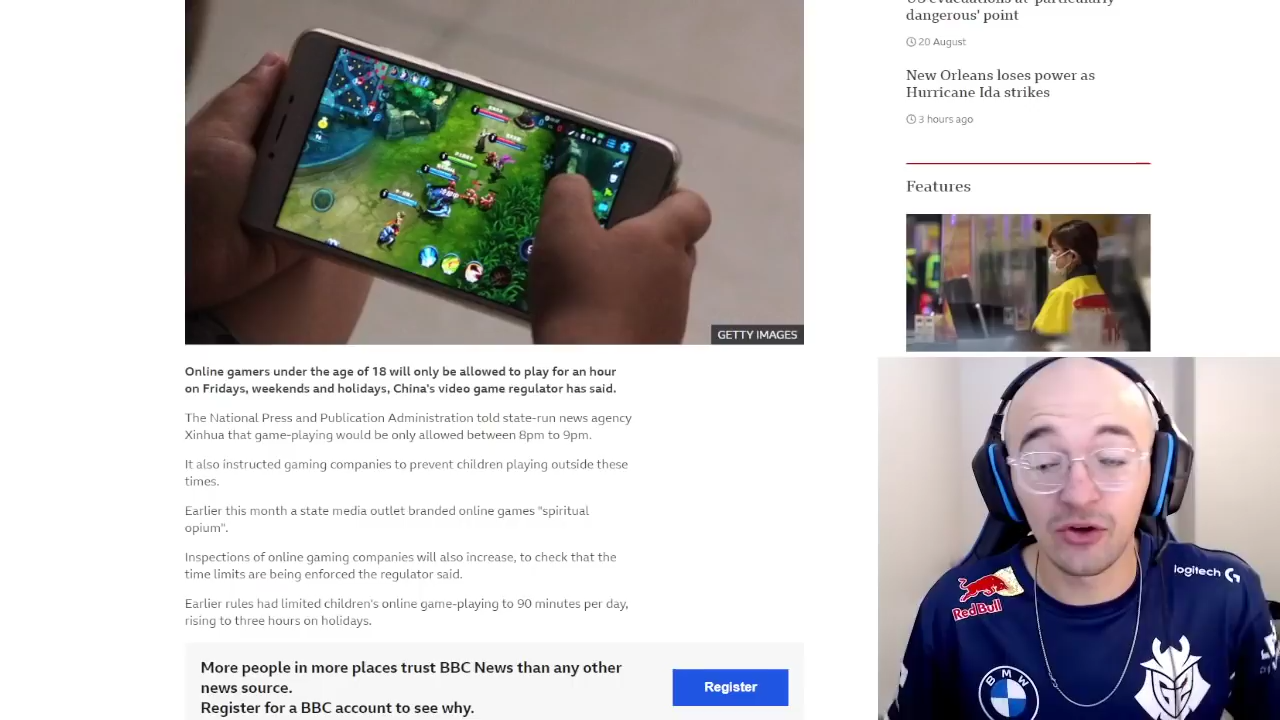 GETTY IMAGES
Online gamers under the age of 18 will only be allowed to play for an hour
on Fridays, weekends and holidays, China's video game regulator has said.
The National Press and Publication Administration told state-run news agency
Xinhua that game-playing would be only allowed between 8pm to 9pm.
It also instructed gaming companies to prevent children playing outside these
times.
Earlier this month a state media outlet branded online games "spiritual
opium".
Inspections of online gaming companies will also increase, to check that the
time limits are being enforced the regulator said.
Earlier rules had limited children's online game-playing to 90 minutes per day,
rising to three hours on holidays.
More people in more places trust BBC News than any other
news source.
Register for a BBC account to see why.
Register
US evacuations at 'particularly
dangerous' point
20 August
New Orleans loses power as
Hurricane Ida strikes
3 hours ago
Features
logitech G
Red Bull
BMW